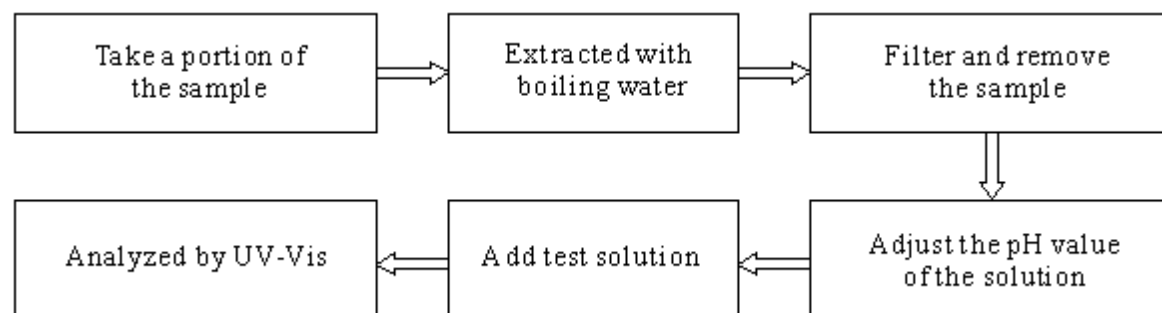 Take a portion of
the sample
Extracted with
boiling water
Filter and remove
the sample
Adjust the pH value
of the solution
Add test solution
Analyzed by UV-Vis